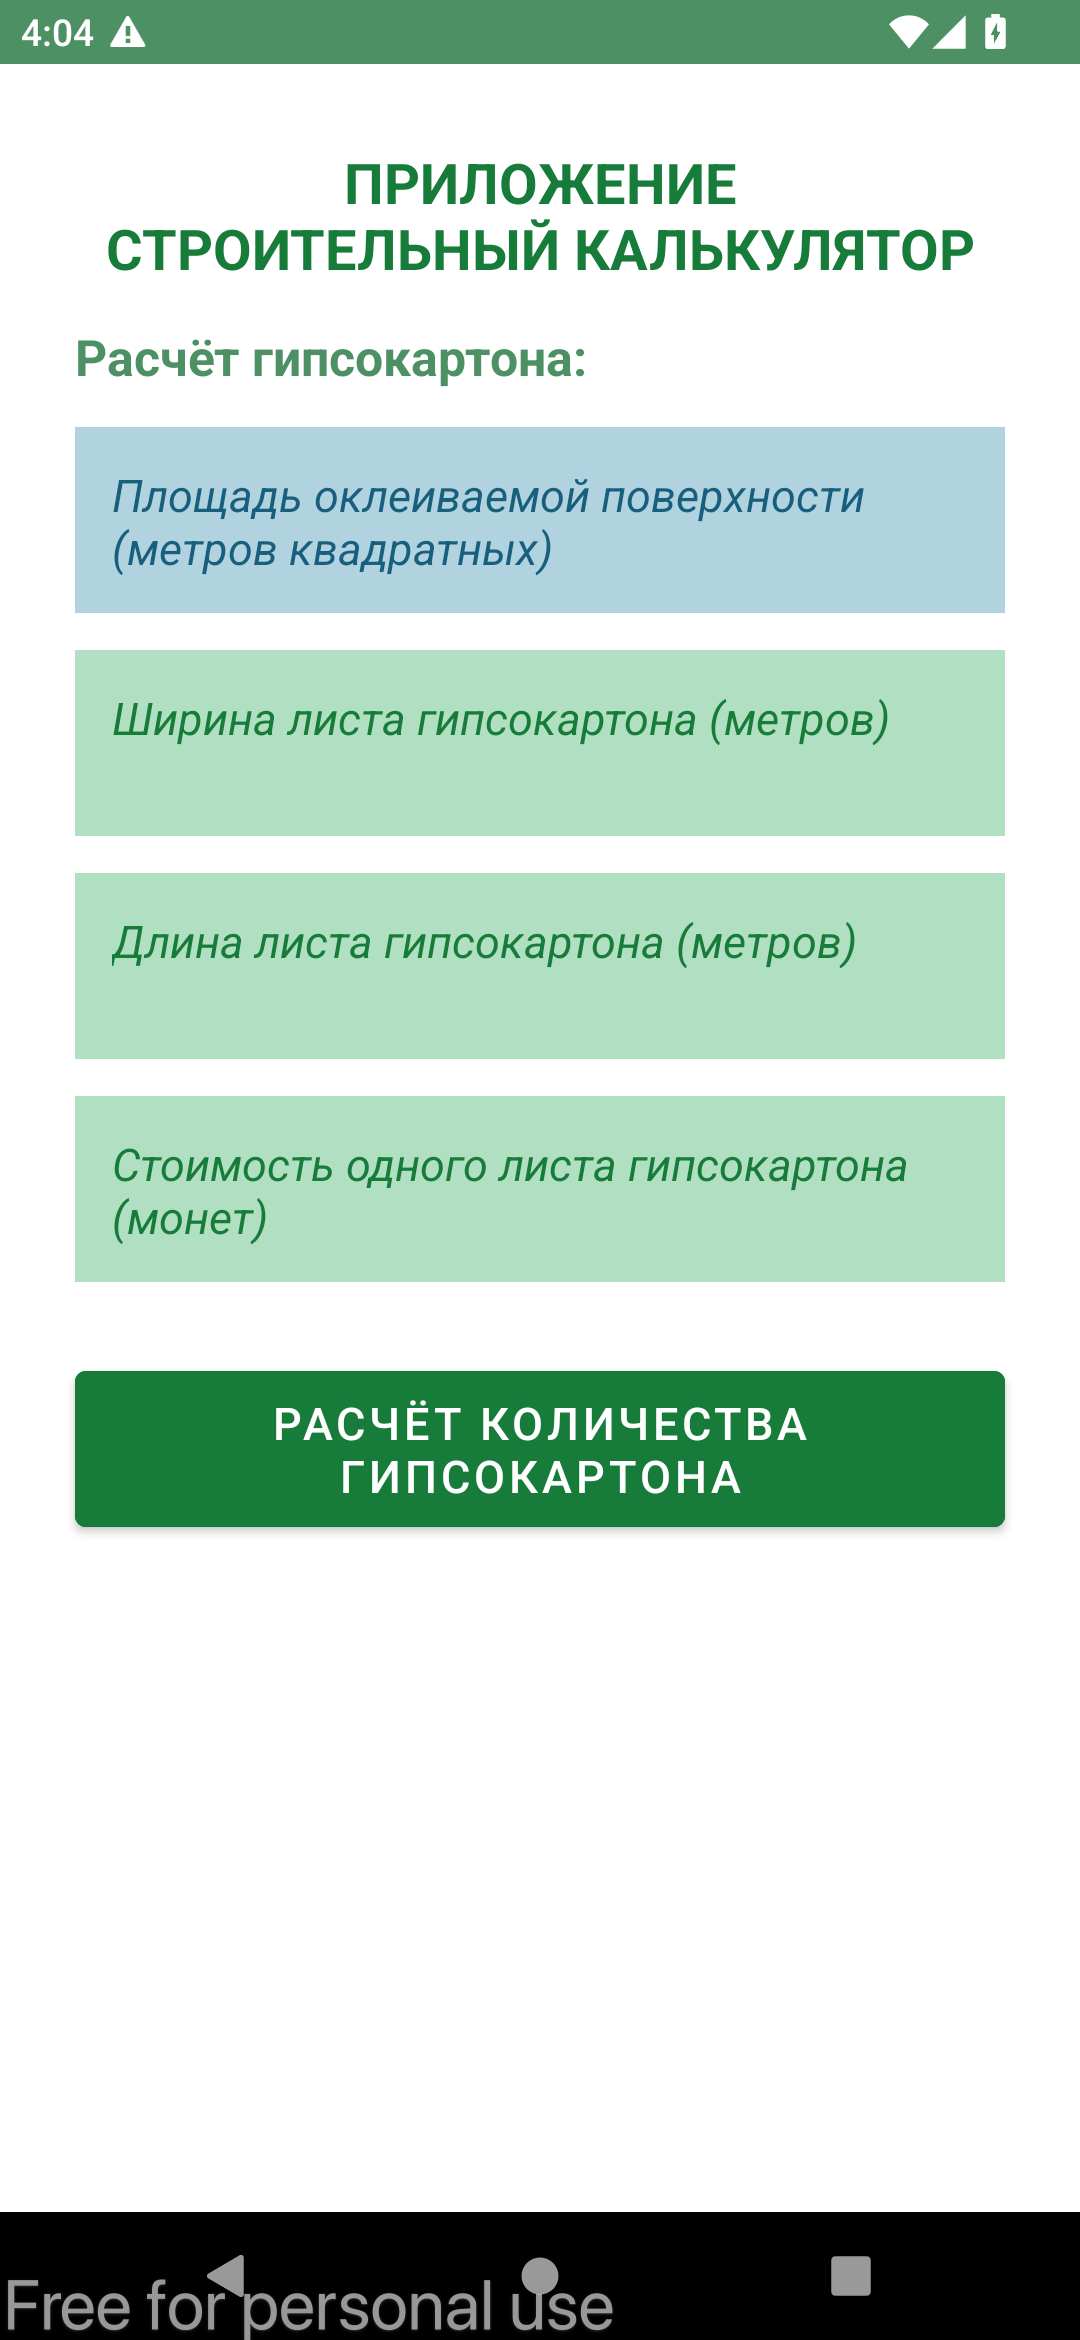 4:04
ПРИЛОЖЕНИЕ
СТРОИТЕЛЬНЫЙ КАЛЬКУЛЯТОР
Расчёт гипсокартона:
Площадь оклеиваемой поверхности
(метров квадратных)
Ширина листа гипсокартона (метров)
Длина листа гипсокартона (метров)
Стоимость одного листа гипсокартона
(монет)
РАСЧЁТ КОЛИЧЕСТВА
ГИПСОКАРТОНА
Free for personal use